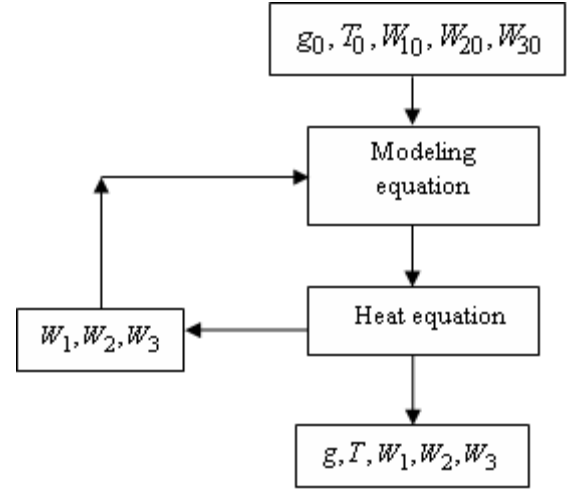 g₀, T₀, W₁₀, W₂₀, W₃₀
Modeling
equation
Heat equation
W₁, W₂, W₃
g, T, W₁, W₂, W₃